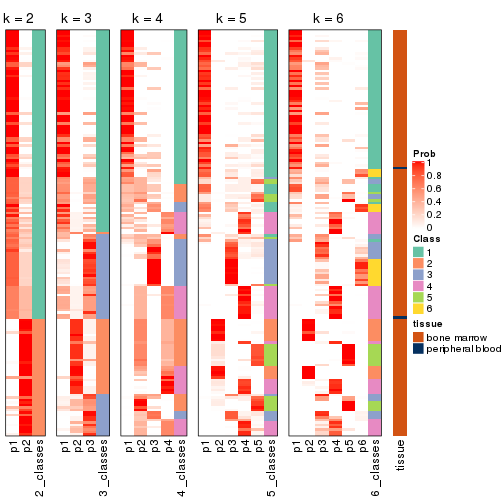 k = 2 k = 3 k = 4 k = 5 k = 6
Prob
1
0.8
0.6
0.4
0.2
0
Class
1
2
3
4
5
6
tissue
bone marrow
peripheral blood
p1 p2 2_classes p1 p2 p3 3_classes p1 p2 p3 p4 4_classes p1 p2 p3 p4 p5 5_classes p1 p2 p3 p4 p5 p6 6_classes tissue